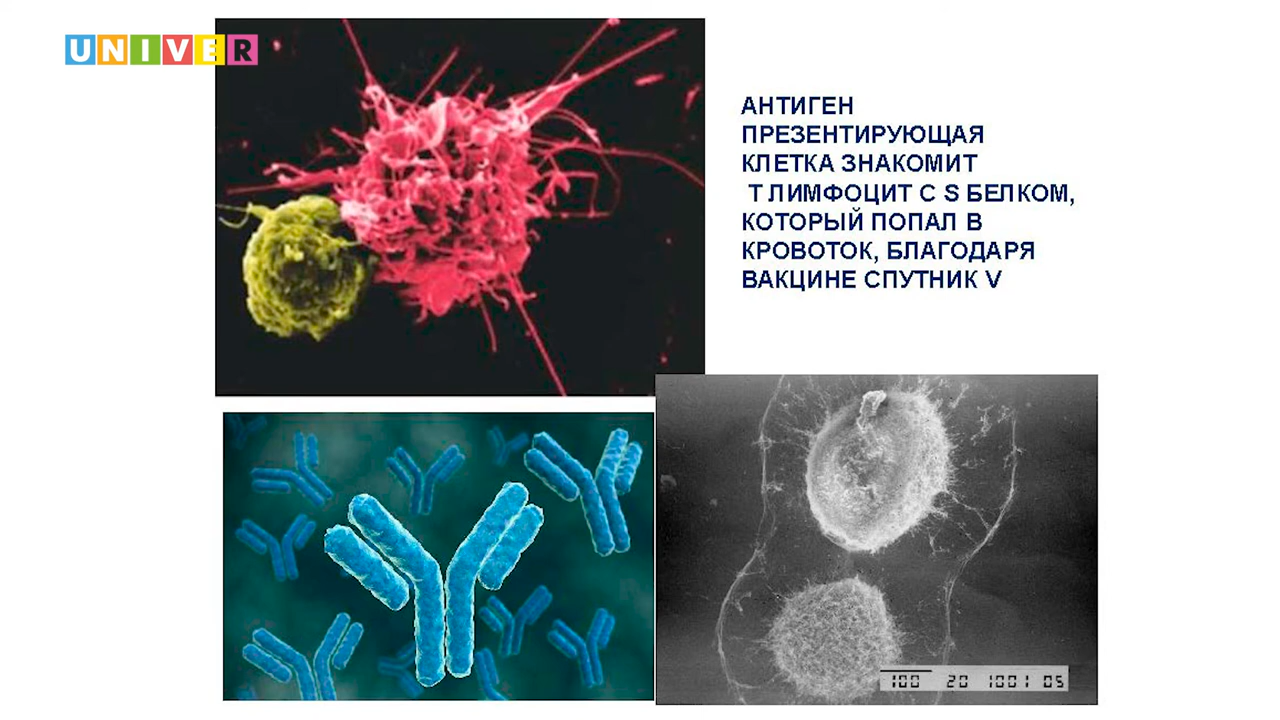 UNIVER
АНТИГЕН
ПРЕЗЕНТИРУЮЩАЯ
КЛЕТКА ЗНАКОМИТ
Т ЛИМФОЦИТ С S БЕЛКОМ,
КОТОРЫЙ ПОПАЛ В
КРОВОТОК, БЛАГОДАРЯ
ВАКЦИНЕ СПУТНИК V
100 20 1001 05